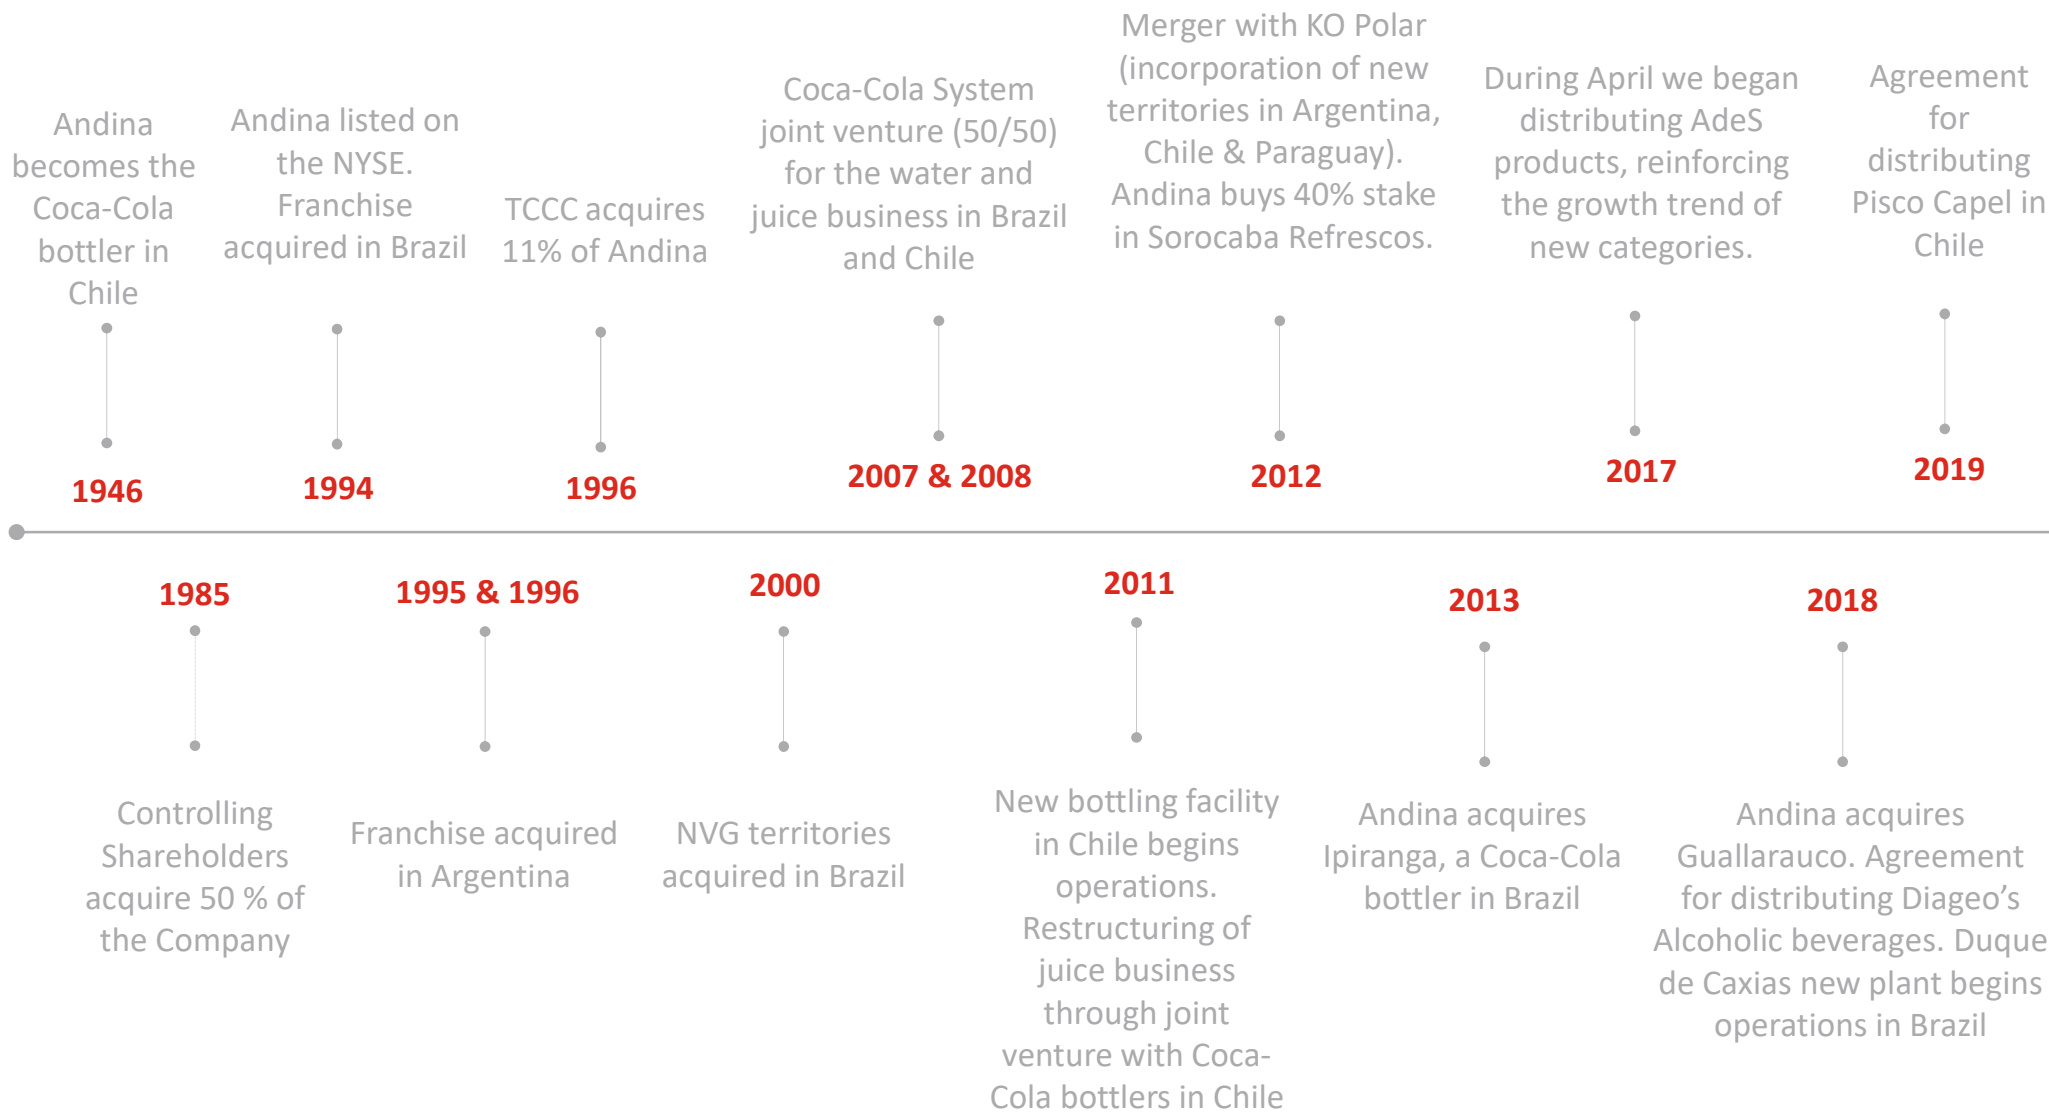 Andina
becomes the
Coca-Cola
bottler in
Chile
1946
Andina listed on
the NYSE.
Franchise
acquired in Brazil
1994
TCCC acquires
11% of Andina
1996
Coca-Cola System
joint venture (50/50)
for the water and
juice business in Brazil
and Chile
2007 & 2008
Merger with KO Polar
(incorporation of new
territories in Argentina,
Chile & Paraguay).
Andina buys 40% stake
in Sorocaba Refrescos.
2012
During April we began
distributing AdeS
products, reinforcing
the growth trend of
new categories.
2017
Agreement
for
distributing
Pisco Capel in
Chile
2019
1985
Controlling
Shareholders
acquire 50 % of
the Company
1995 & 1996
Franchise acquired
in Argentina
2000
NVG territories
acquired in Brazil
2011
New bottling facility
in Chile begins
operations.
Restructuring of
juice business
through joint
venture with Coca-
Cola bottlers in Chile
2013
Andina acquires
Ipiranga, a Coca-Cola
bottler in Brazil
2018
Andina acquires
Guallarauco. Agreement
for distributing Diageo’s
Alcoholic beverages. Duque
de Caxias new plant begins
operations in Brazil